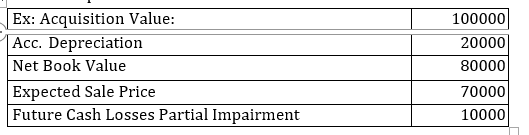 Ex: Acquisition Value: 100000
Acc. Depreciation 20000
Net Book Value 80000
Expected Sale Price 70000
Future Cash Losses Partial Impairment 10000